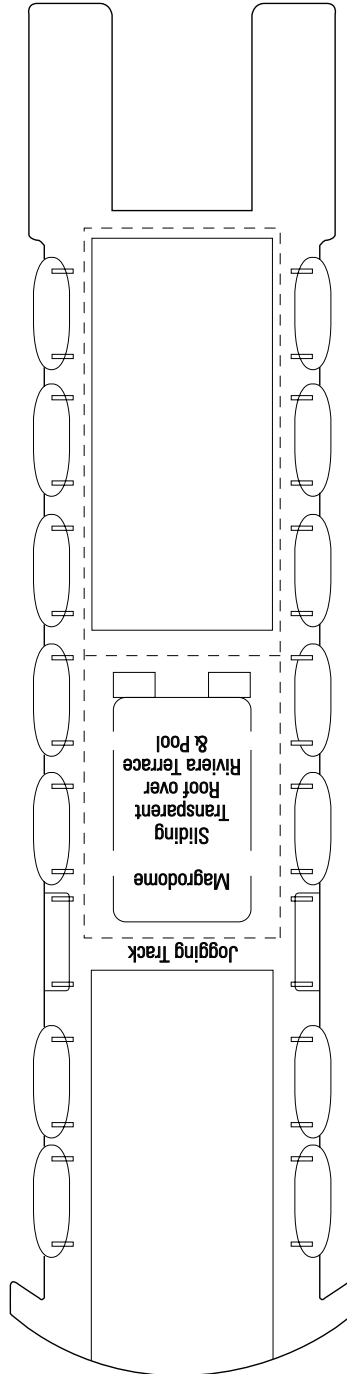 Jogging Track
Magrodome
Sliding
Transparent
Roof over
Riviera Terrace
& Pool